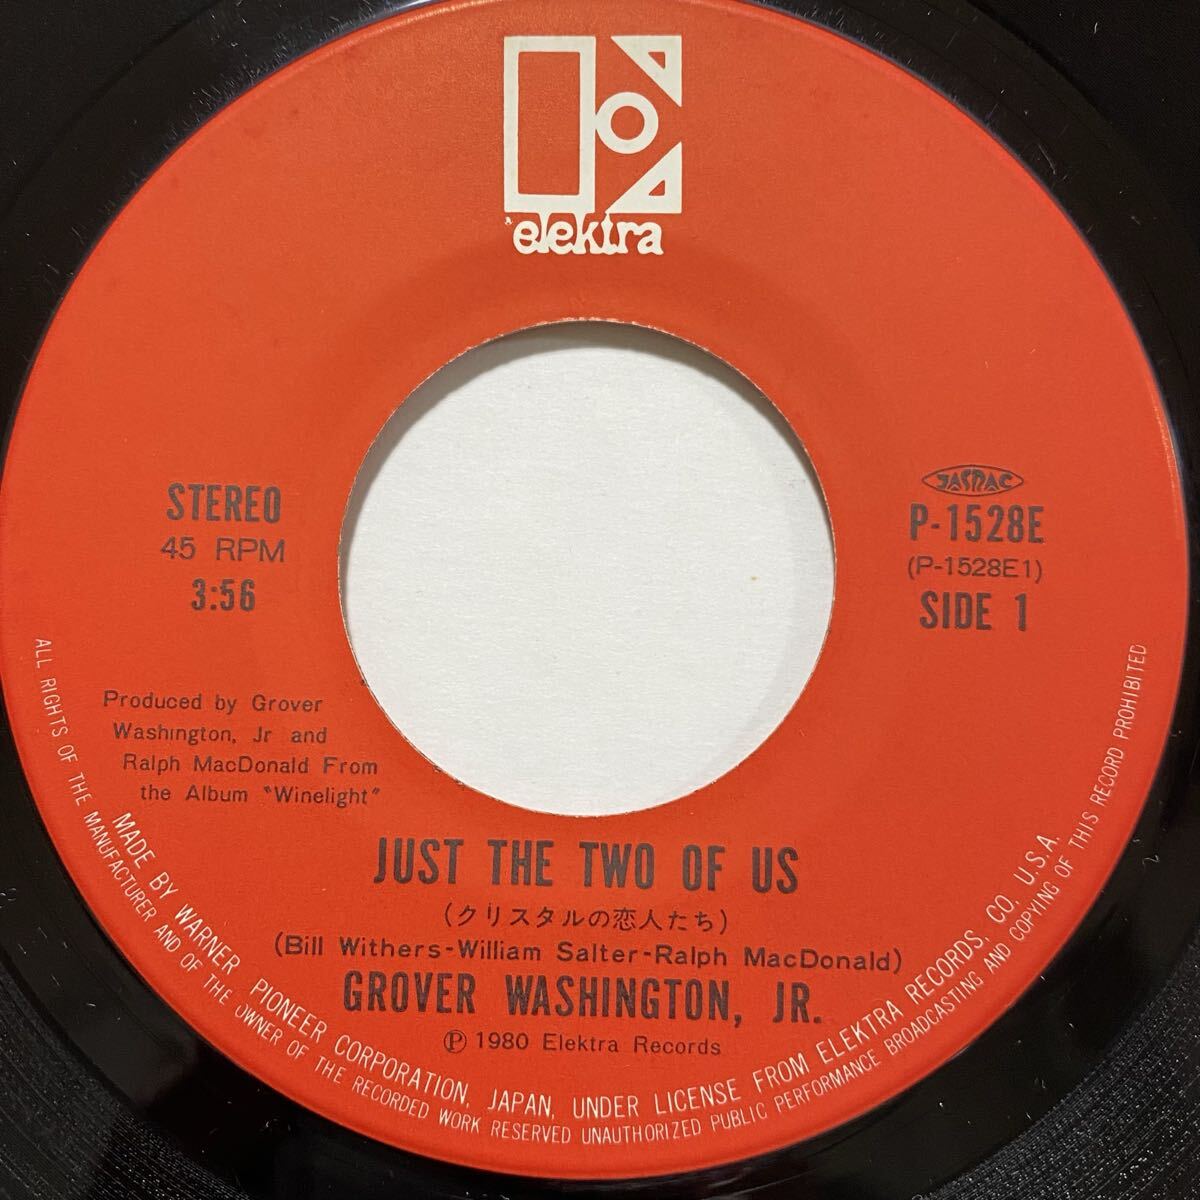 elektra
STEREO
45 RPM
3:56
JASRAC
P-1528E
(P-1528E1)
SIDE 1
Produced by Grover
Washington, Jr and
Ralph MacDonald From
the Album "Winelight"
JUST THE TWO OF US
(クリスタルの恋人たち)
(Bill Withers-William Salter-Ralph MacDonald)
GROVER WASHINGTON, JR.
℗ 1980 Elektra Records
MADE BY WARNER PIONEER CORPORATION, JAPAN, UNDER LICENSE FROM ELEKTRA RECORDS, CO. U.S.A.
ALL RIGHTS OF THE MANUFACTURER AND OF THE OWNER OF THE RECORDED WORK RESERVED UNAUTHORIZED PUBLIC PERFORMANCE BROADCASTING AND COPYING OF THIS RECORD PROHIBITED